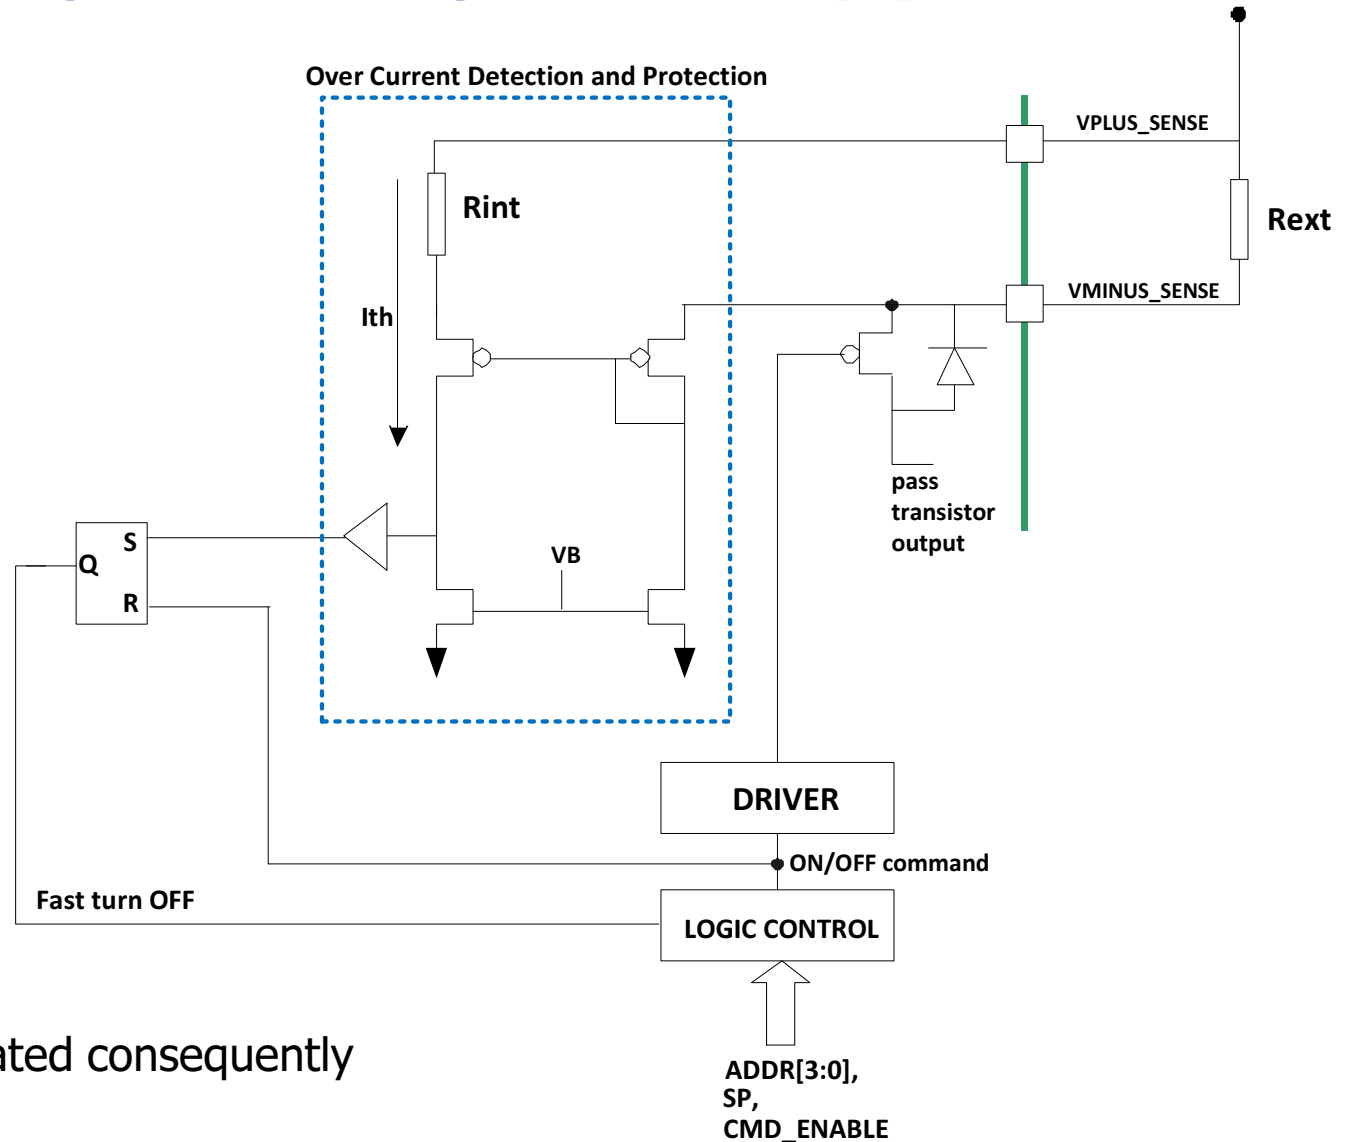 Over Current Detection and Protection
VPLUS_SENSE
Rint
Rext
VMINUS_SENSE
Ith
pass
transistor
output
VB
S
Q
R
DRIVER
ON/OFF command
Fast turn OFF
LOGIC CONTROL
ated consequently
ADDR[3:0],
SP,
CMD_ENABLE